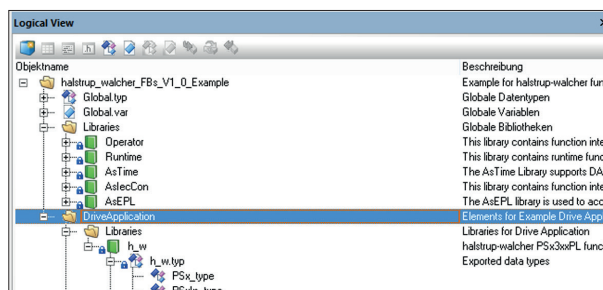 Logical View
Objektname Beschreibung
halstrup_walcher_FBs_V1_0_Example Example for halstrup-walcher fun
Global.typ Globale Datentypen
Global.var Globale Variablen
Libraries Globale Bibliotheken
Operator This library contains function inte
Runtime This library contains runtime func
AsTime The AsTime Library supports DA
AsIecCon This library contains function inte
AsEPL The AsEPL library is used to acc
DriveApplication Elements for Example Drive Appl
Libraries Libraries for Drive Application
h_w halstrup-walcher PSx3xxPL func
h_w.typ Exported data types
PSx_type